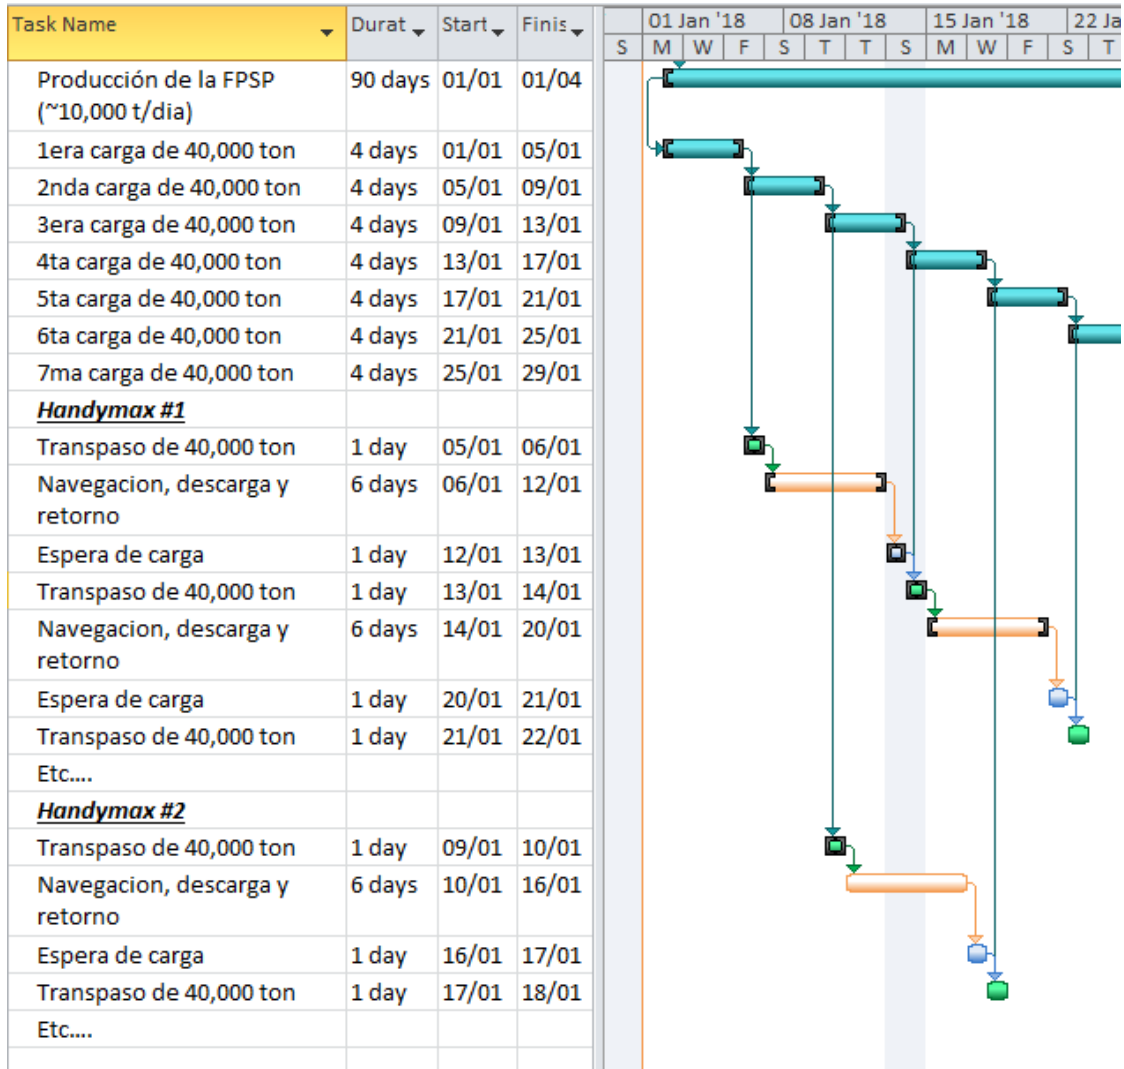 Task Name Durat Start Finis 01 Jan '18 08 Jan '18 15 Jan '18 22 Ja
S M W F S T T S M W F S T
Producción de la FPSP 90 days 01/01 01/04
(~10,000 t/dia)
1era carga de 40,000 ton 4 days 01/01 05/01
2nda carga de 40,000 ton 4 days 05/01 09/01
3era carga de 40,000 ton 4 days 09/01 13/01
4ta carga de 40,000 ton 4 days 13/01 17/01
5ta carga de 40,000 ton 4 days 17/01 21/01
6ta carga de 40,000 ton 4 days 21/01 25/01
7ma carga de 40,000 ton 4 days 25/01 29/01
Handymax #1
Transpaso de 40,000 ton 1 day 05/01 06/01
Navegacion, descarga y 6 days 06/01 12/01
retorno
Espera de carga 1 day 12/01 13/01
Transpaso de 40,000 ton 1 day 13/01 14/01
Navegacion, descarga y 6 days 14/01 20/01
retorno
Espera de carga 1 day 20/01 21/01
Transpaso de 40,000 ton 1 day 21/01 22/01
Etc....
Handymax #2
Transpaso de 40,000 ton 1 day 09/01 10/01
Navegacion, descarga y 6 days 10/01 16/01
retorno
Espera de carga 1 day 16/01 17/01
Transpaso de 40,000 ton 1 day 17/01 18/01
Etc....